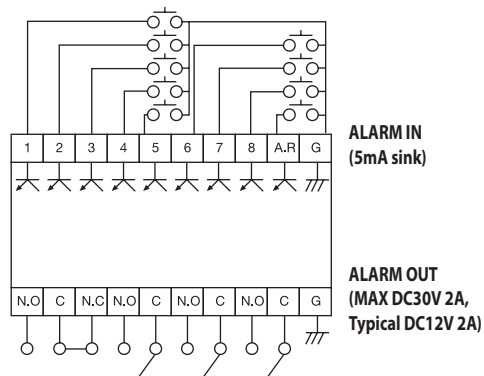 1 2 3 4 5 6 7 8 A.R G
ALARM IN
(5mA sink)
ALARM OUT
(MAX DC30V 2A,
Typical DC12V 2A)
N.O C N.C N.O C N.O C N.O C G